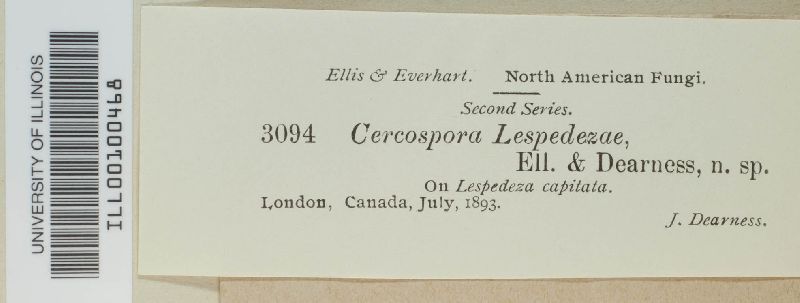 UNIVERSITY OF ILLINOIS
ILL00100468
Ellis & Everhart. North American Fungi.
Second Series.
3094 Cercospora Lespedezae,
Ell. & Dearness, n. sp.
On Lespedeza capitata.
London, Canada, July, 1893.
J. Dearness.